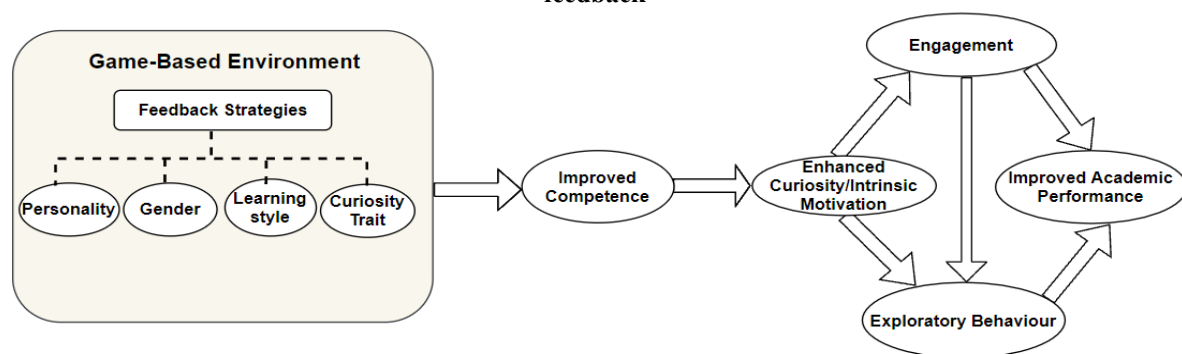 feedback
Game-Based Environment
Feedback Strategies
Personality
Gender
Learning
style
Curiosity
Trait
Improved
Competence
Enhanced
Curiosity/Intrinsic
Motivation
Engagement
Improved Academic
Performance
Exploratory Behaviour